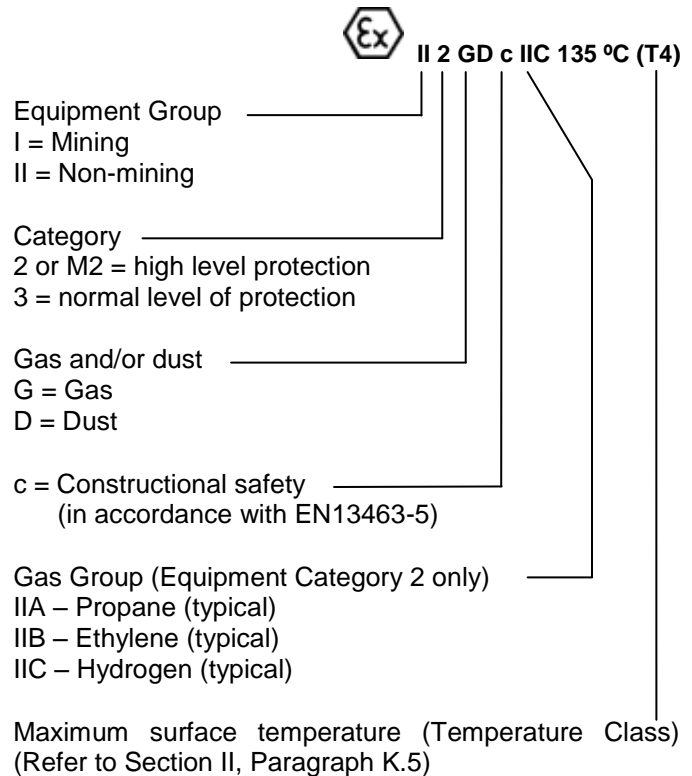 Ex II 2 GD c IIC 135 ºC (T4)
Equipment Group
I = Mining
II = Non-mining
Category
2 or M2 = high level protection
3 = normal level of protection
Gas and/or dust
G = Gas
D = Dust
c = Constructional safety
(in accordance with EN13463-5)
Gas Group (Equipment Category 2 only)
IIA – Propane (typical)
IIB – Ethylene (typical)
IIC – Hydrogen (typical)
Maximum surface temperature (Temperature Class)
(Refer to Section II, Paragraph K.5)